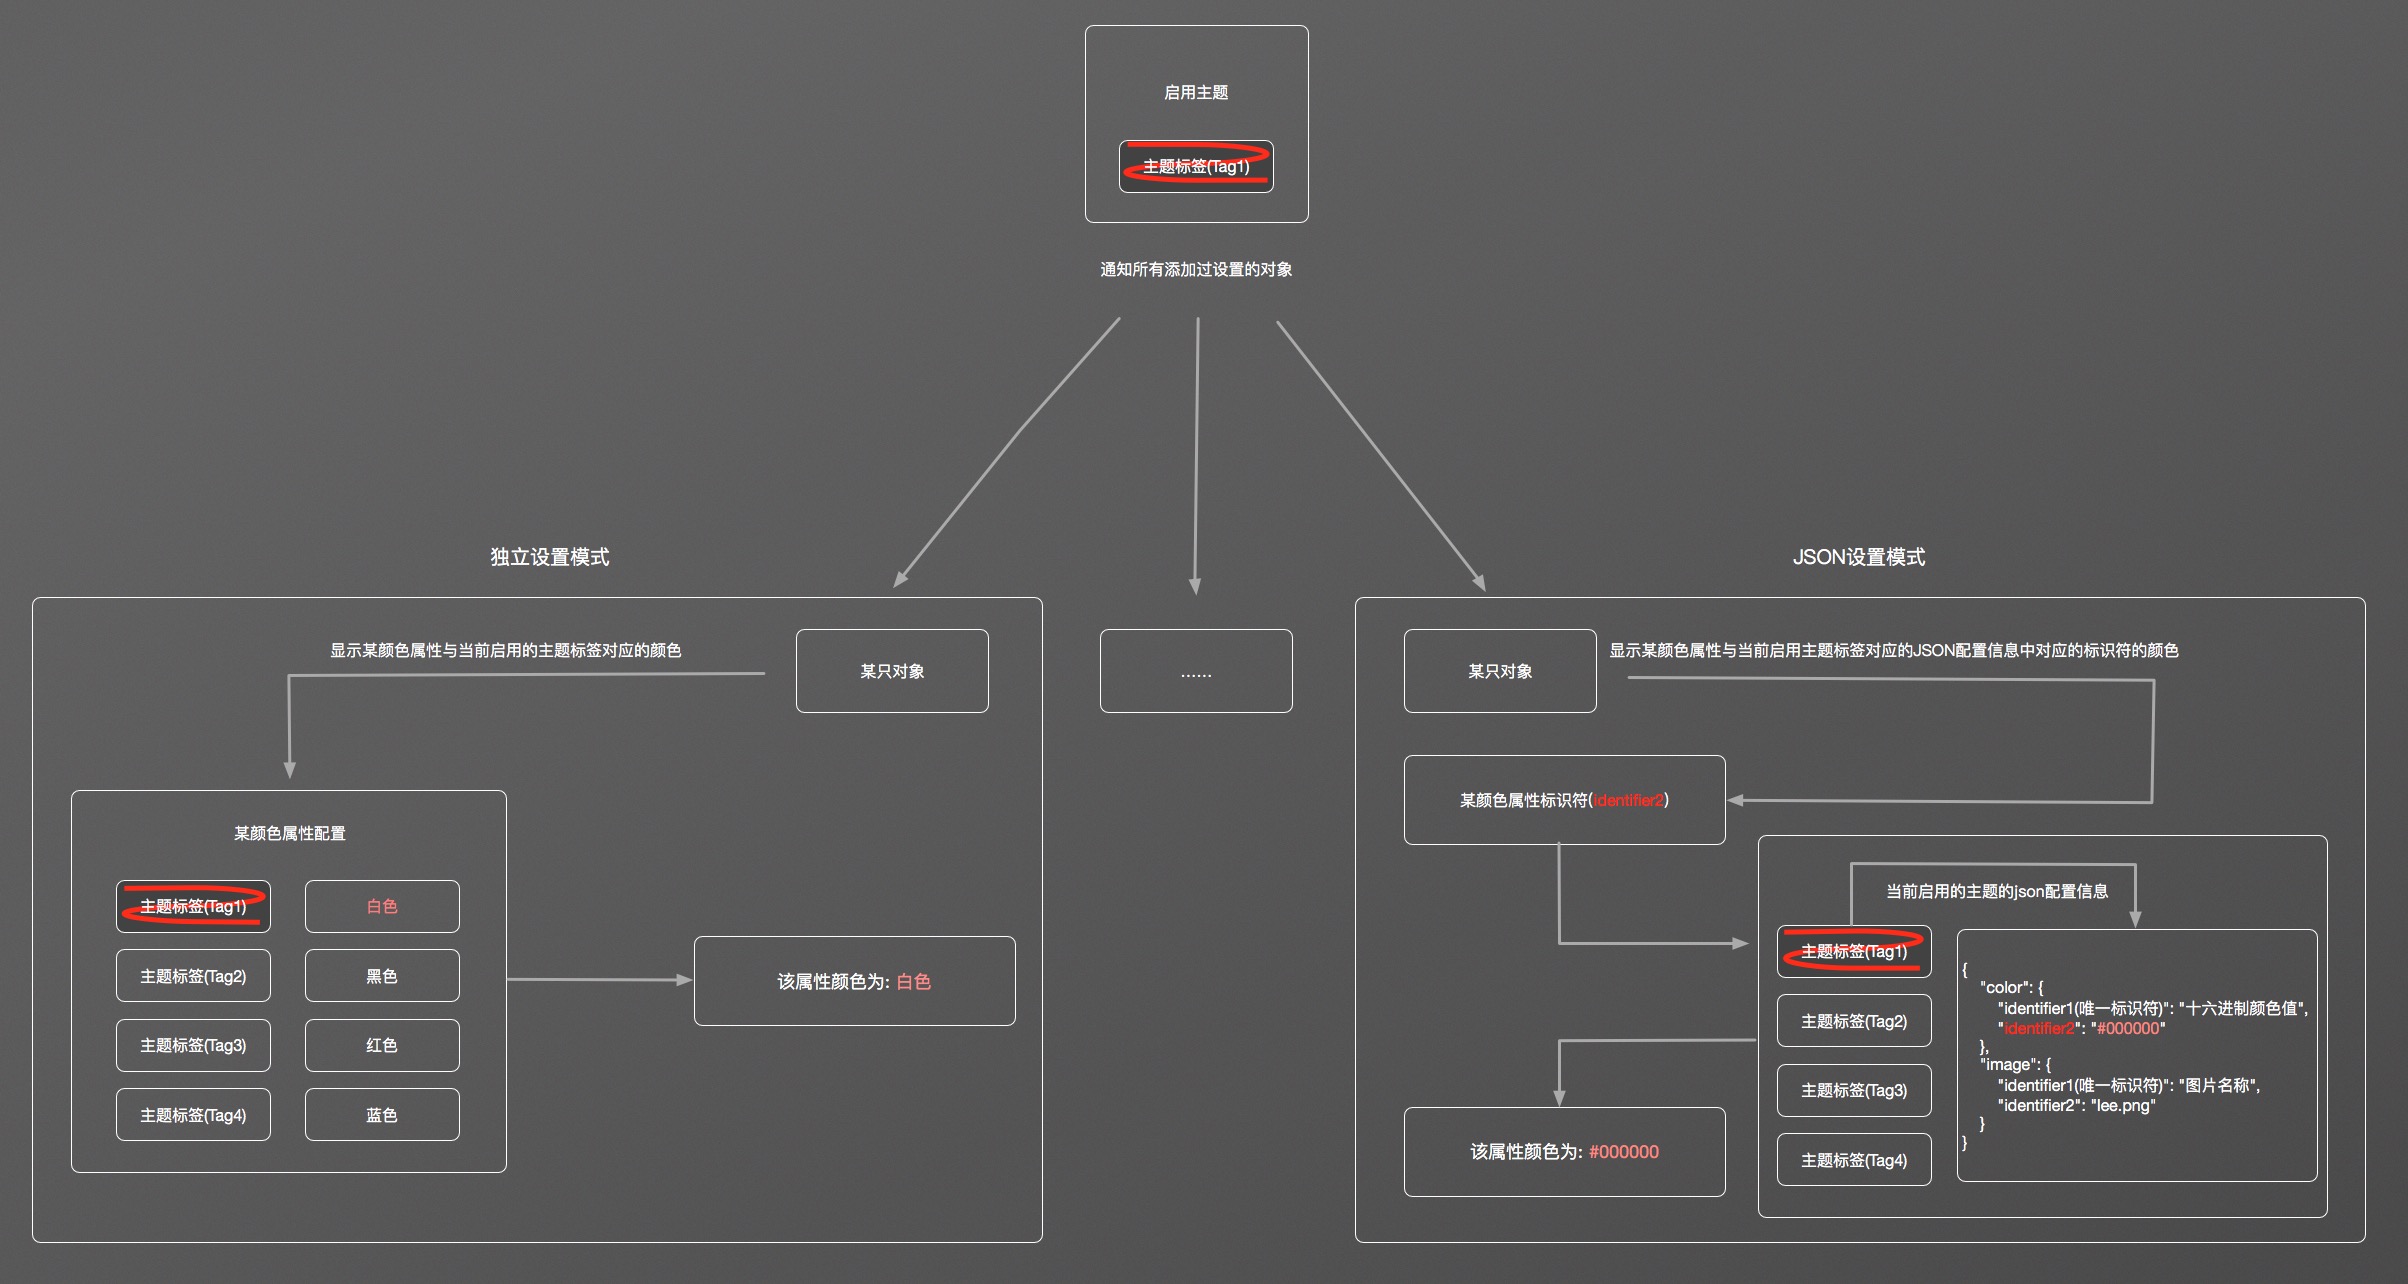 启用主题
主题标签(Tag1)
通知所有添加过设置的对象
独立设置模式
显示某颜色属性与当前启用的主题标签对应的颜色
某只对象
某颜色属性配置
主题标签(Tag1)
白色
主题标签(Tag2)
黑色
主题标签(Tag3)
红色
主题标签(Tag4)
蓝色
该属性颜色为: 白色
......
JSON设置模式
某只对象
显示某颜色属性与当前启用主题标签对应的JSON配置信息中对应的标识符的颜色
某颜色属性标识符(identifier2)
当前启用的主题的json配置信息
主题标签(Tag1)
主题标签(Tag2)
主题标签(Tag3)
主题标签(Tag4)
{
"color": {
"identifier1(唯一标识符)": "十六进制颜色值",
"identifier2": "#000000"
},
"image": {
"identifier1(唯一标识符)": "图片名称",
"identifier2": "lee.png"
}
}
该属性颜色为: #000000